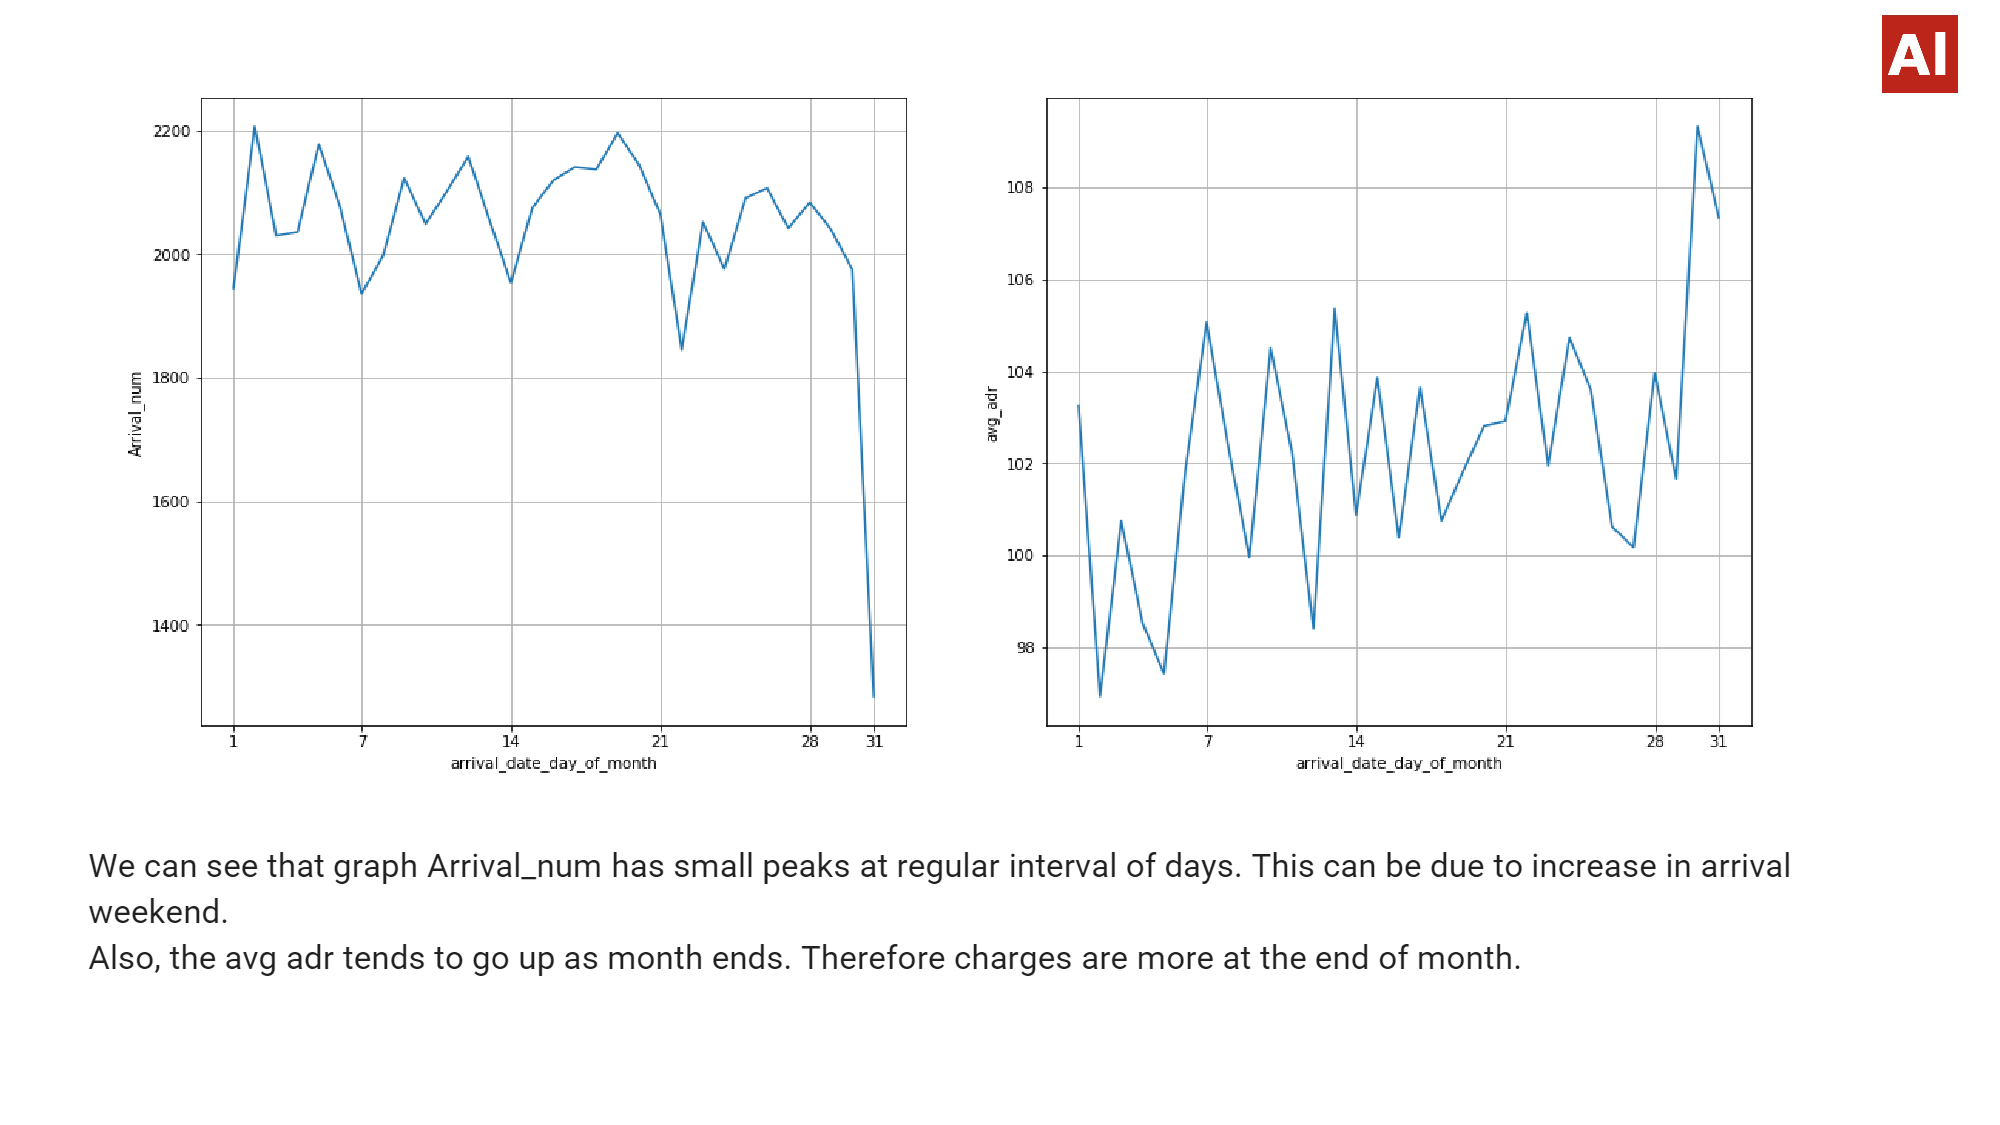 AI
2200
2000
1800
1600
1400
Arrival_num
1 7 14 21 28 31
arrival_date_day_of_month
108
106
104
102
100
98
avg_adr
1 7 14 21 28 31
arrival_date_day_of_month
We can see that graph Arrival_num has small peaks at regular interval of days. This can be due to increase in arrival
weekend.
Also, the avg adr tends to go up as month ends. Therefore charges are more at the end of month.